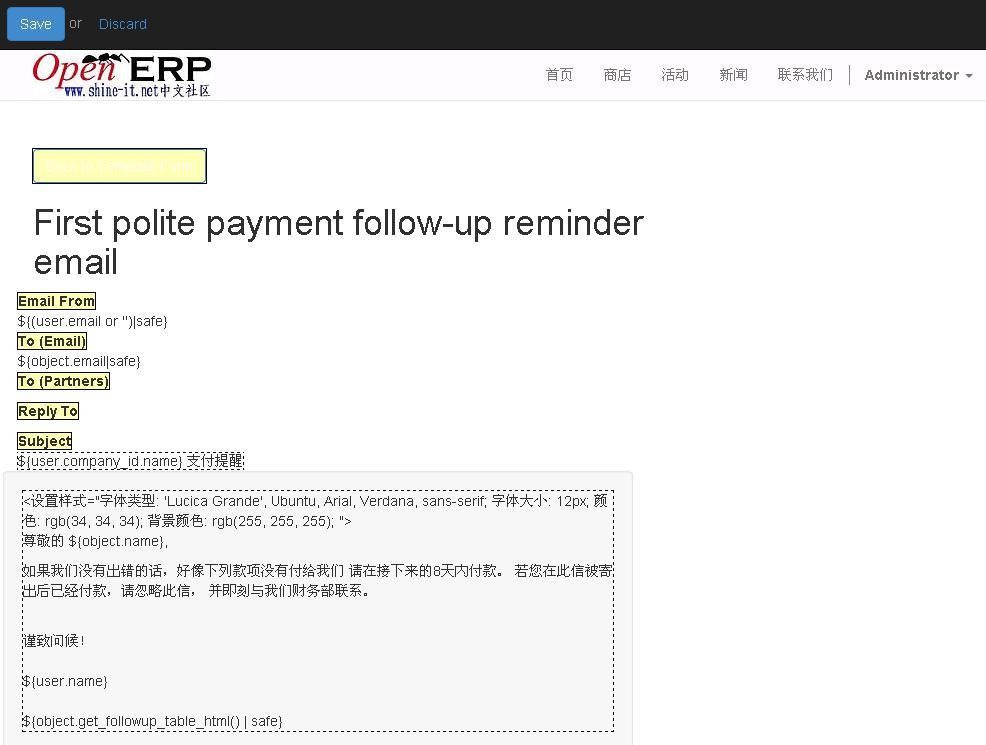 Save or Discard
Open ERP
www.shine-it.net中文社区
首页 商店 活动 新闻 联系我们 Administrator
Back to Template Form
First polite payment follow-up reminder
email
Email From
${(user.email or '')|safe}
To (Email)
${object.email|safe}
To (Partners)
Reply To
Subject
${user.company_id.name} 支付提醒
<设置样式="字体类型: 'Lucica Grande', Ubuntu, Arial, Verdana, sans-serif; 字体大小: 12px; 颜
色: rgb(34, 34, 34); 背景颜色: rgb(255, 255, 255); ">
尊敬的 ${object.name},
如果我们没有出错的话，好像下列款项没有付给我们 请在接下来的8天内付款。 若您在此信被寄
出后已经付款，请忽略此信， 并即刻与我们财务部联系。
谨致问候！
${user.name}
${object.get_followup_table_html() | safe}